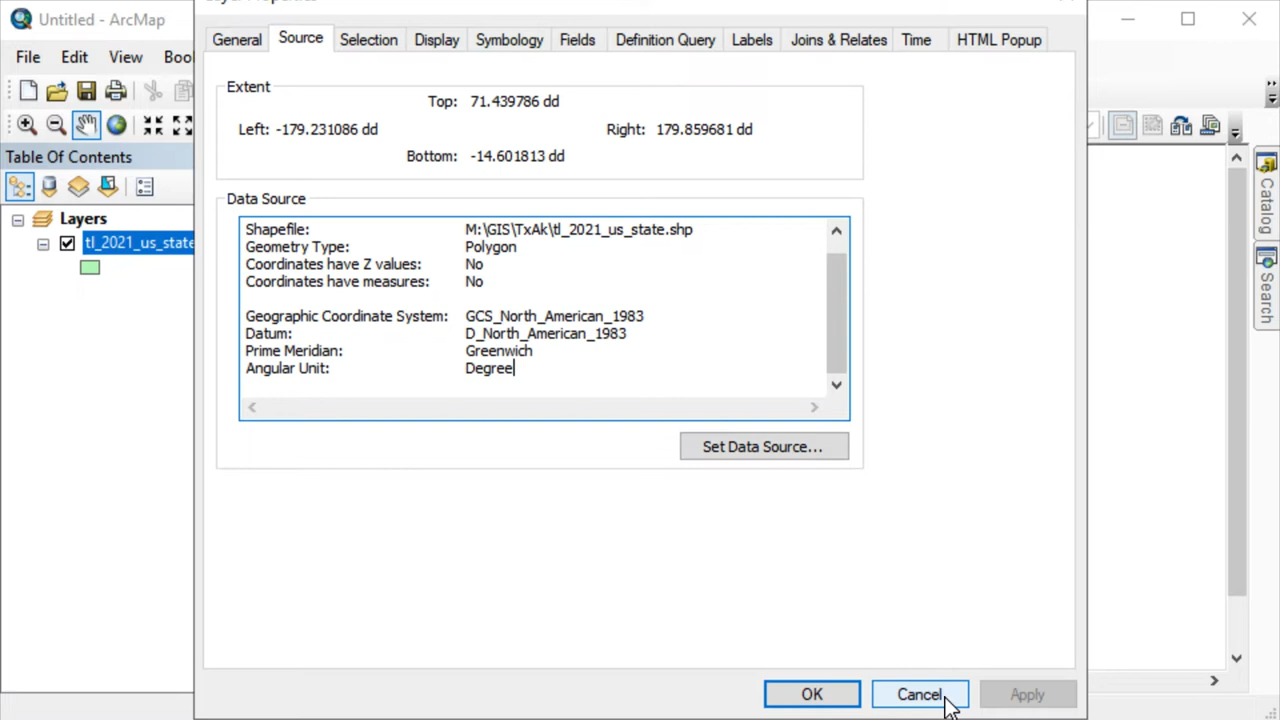 Untitled - ArcMap
File Edit View
General Source Selection Display Symbology Fields Definition Query Labels Joins & Relates Time HTML Popup
Table Of Contents
Layers
tl_2021_us_state
Extent
Top: 71.439786 dd
Left: -179.231086 dd Right: 179.859681 dd
Bottom: -14.601813 dd
Data Source
Shapefile: M:\GIS\TxAk\tl_2021_us_state.shp
Geometry Type: Polygon
Coordinates have Z values: No
Coordinates have measures: No
Geographic Coordinate System: GCS_North_American_1983
Datum: D_North_American_1983
Prime Meridian: Greenwich
Angular Unit: Degree
Set Data Source...
OK Cancel Apply
Catalog
Search